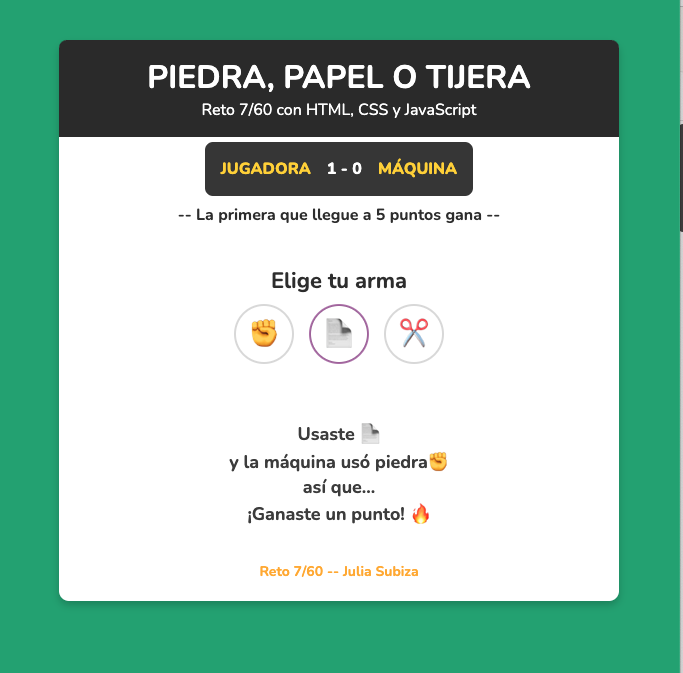 PIEDRA, PAPEL O TIJERA
Reto 7/60 con HTML, CSS y JavaScript
JUGADORA 1 - 0 MÁQUINA
-- La primera que llegue a 5 puntos gana --
Elige tu arma
Usaste
y la máquina usó piedra✊
así que...
¡Ganaste un punto! 🔥
Reto 7/60 -- Julia Subiza